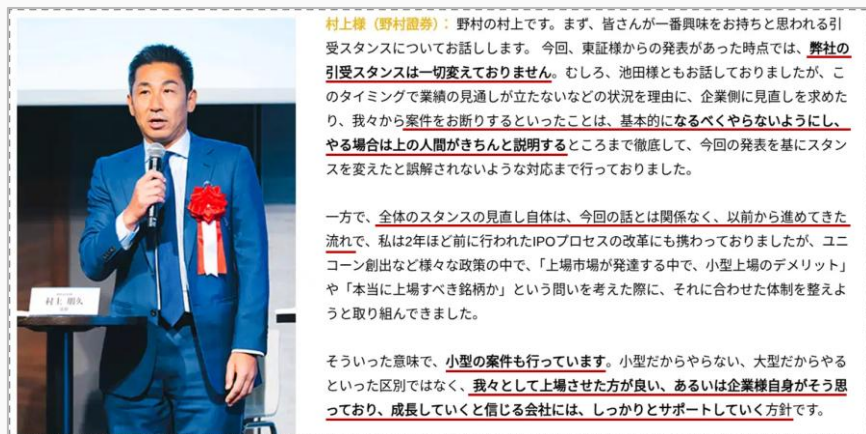 村上様（野村證券）： 野村の村上です。まず、皆さんが一番興味をお持ちと思われる引
受スタンスについてお話しします。 今回、東証様からの発表があった時点では、弊社の
引受スタンスは一切変えておりません。むしろ、池田様ともお話しておりましたが、こ
のタイミングで業績の見通しが立たないなどの状況を理由に、企業側に見直しを求めた
り、我々から案件をお断りするといったことは、基本的になるべくやらないようにし、
やる場合は上の人間がきちんと説明するところまで徹底して、今回の発表を基にスタン
スを変えたと誤解されないような対応まで行っておりました。
一方で、全体のスタンスの見直し自体は、今回の話とは関係なく、以前から進めてきた
流れで、私は2年ほど前に行われたIPOプロセスの改革にも携わっておりましたが、ユニ
コーン創出など様々な政策の中で、「上場市場が発達する中で、小型上場のデメリット」
や「本当に上場すべき銘柄か」という問いを考えた際に、それに合わせた体制を整えよ
うと取り組んできました。
そういった意味で、小型の案件も行っています。小型だからやらない、大型だからやる
といった区別ではなく、我々として上場させた方が良い、あるいは企業様自身がそう思
っており、成長していくと信じる会社には、しっかりとサポートしていく方針です。
村上 朋久